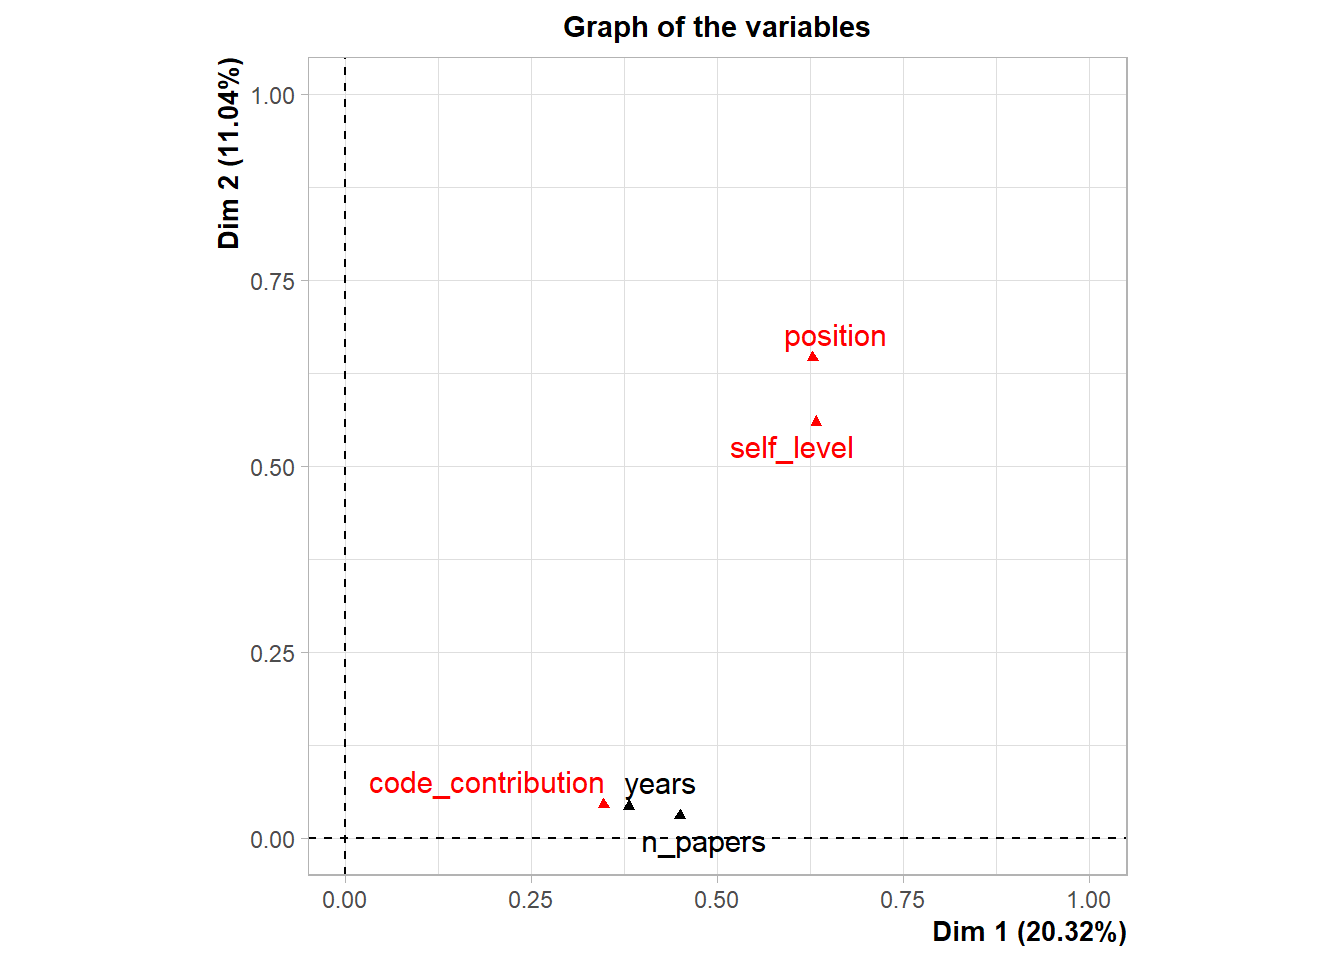 Graph of the variables
Dim 2 (11.04%)
1.00
0.75
0.50
0.25
0.00
position
self_level
code_contribution
years
n_papers
0.00
0.25
0.50
0.75
1.00
Dim 1 (20.32%)